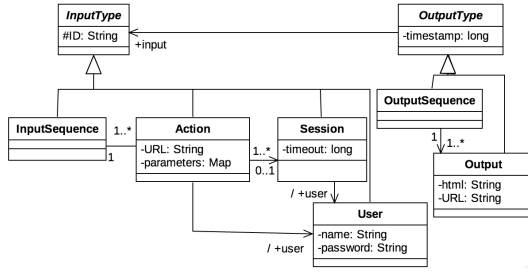 InputType
#ID: String
+input
OutputType
-timestamp: long
InputSequence
1..*
1
Action
-URL: String
-parameters: Map
1..*
0..1
Session
-timeout: long
OutputSequence
1
1..*
Output
-html: String
-URL: String
/ +user
/ +user
User
-name: String
-password: String